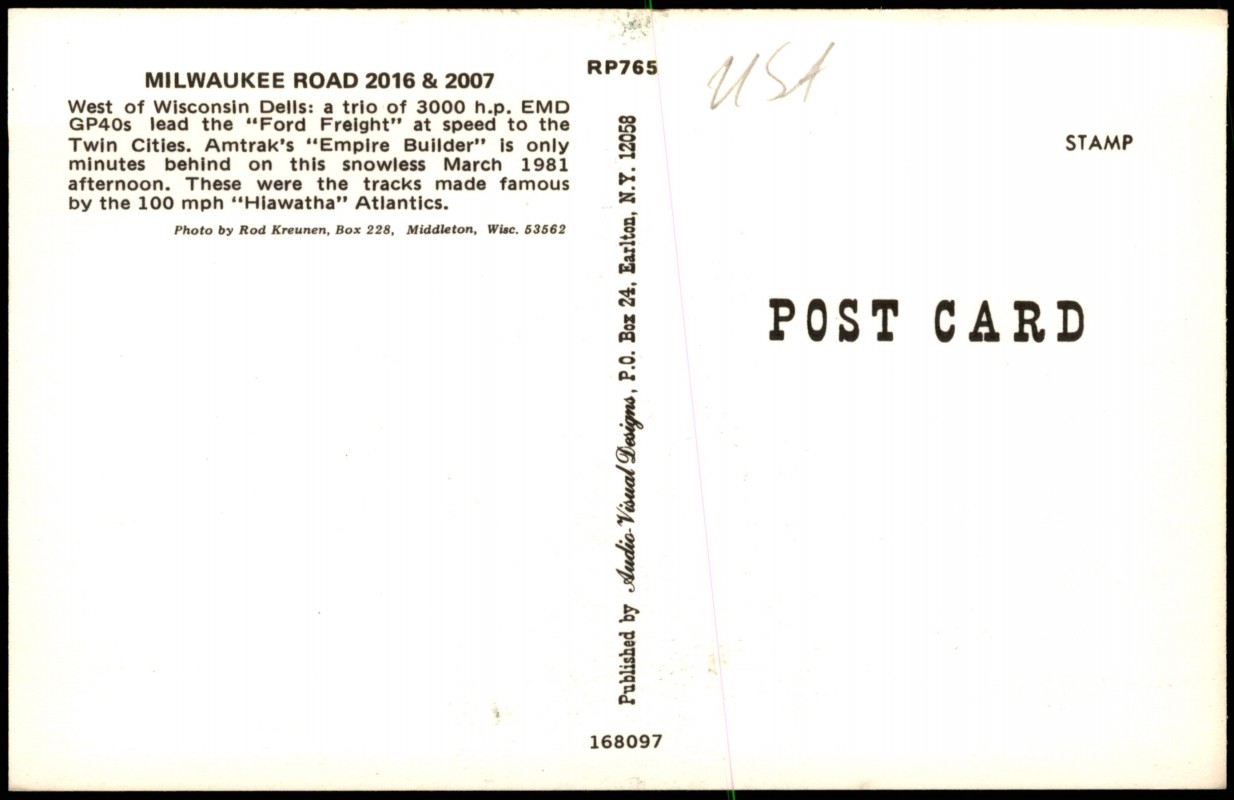 MILWAUKEE ROAD 2016 & 2007
West of Wisconsin Dells: a trio of 3000 h.p. EMD
GP40s lead the "Ford Freight" at speed to the
Twin Cities. Amtrak's "Empire Builder" is only
minutes behind on this snowless March 1981
afternoon. These were the tracks made famous
by the 100 mph "Hiawatha" Atlantics.
Photo by Rod Kreunen, Box 228, Middleton, Wisc. 53562
RP765
Published by Audio-Visual Designs, P.O. Box 24, Earlton, N.Y. 12058
168097
USA
STAMP
POST CARD